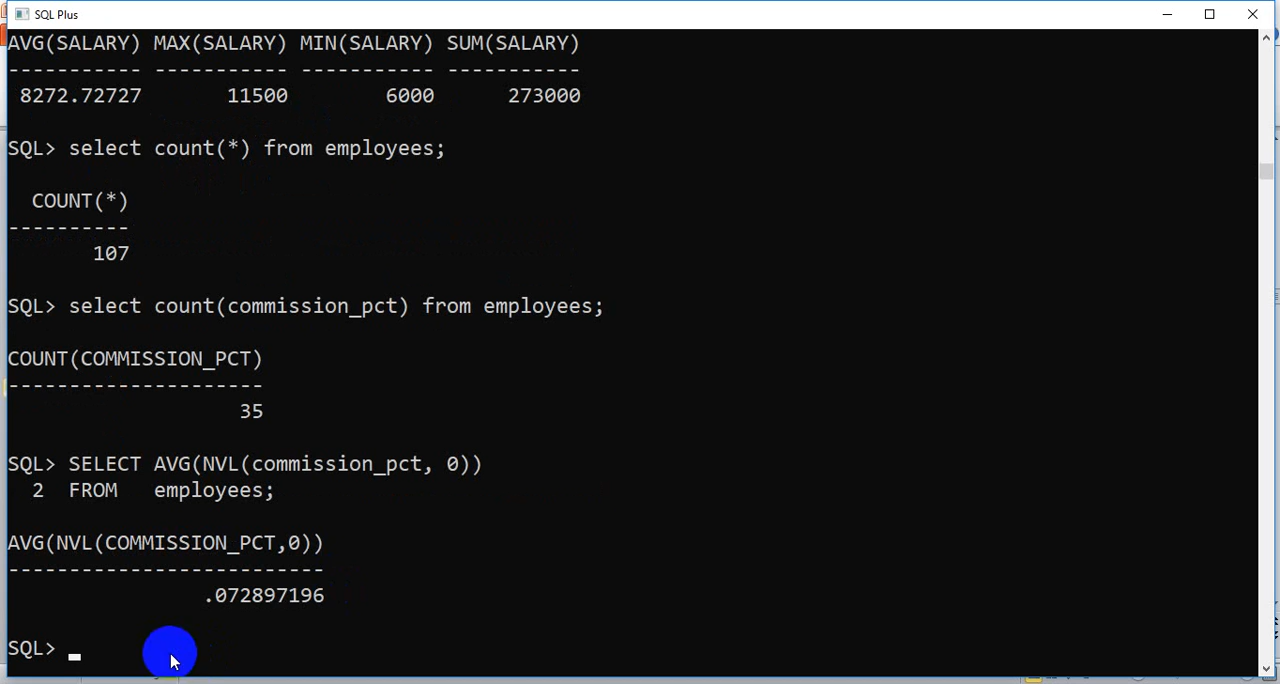 SQL Plus
AVG(SALARY) MAX(SALARY) MIN(SALARY) SUM(SALARY)
----------- ----------- ----------- -----------
 8272.72727       11500        6000      273000
SQL> select count(*) from employees;
  COUNT(*)
----------
       107
SQL> select count(commission_pct) from employees;
COUNT(COMMISSION_PCT)
---------------------
                   35
SQL> SELECT AVG(NVL(commission_pct, 0))
  2  FROM   employees;
AVG(NVL(COMMISSION_PCT,0))
--------------------------
                .072897196
SQL>